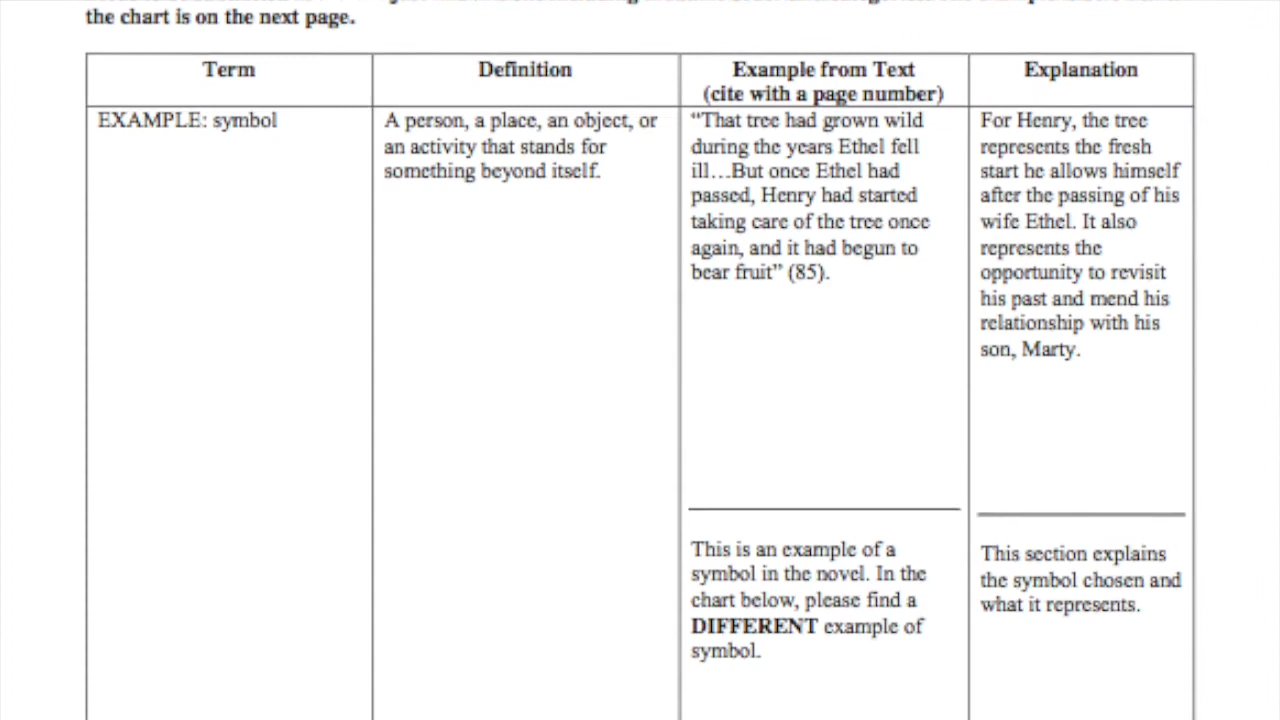 the chart is on the next page.
Term
Definition
Example from Text
(cite with a page number)
Explanation
EXAMPLE: symbol
A person, a place, an object, or
an activity that stands for
something beyond itself.
“That tree had grown wild
during the years Ethel fell
ill…But once Ethel had
passed, Henry had started
taking care of the tree once
again, and it had begun to
bear fruit” (85).
This is an example of a
symbol in the novel. In the
chart below, please find a
DIFFERENT example of
symbol.
For Henry, the tree
represents the fresh
start he allows himself
after the passing of his
wife Ethel. It also
represents the
opportunity to revisit
his past and mend his
relationship with his
son, Marty.
This section explains
the symbol chosen and
what it represents.